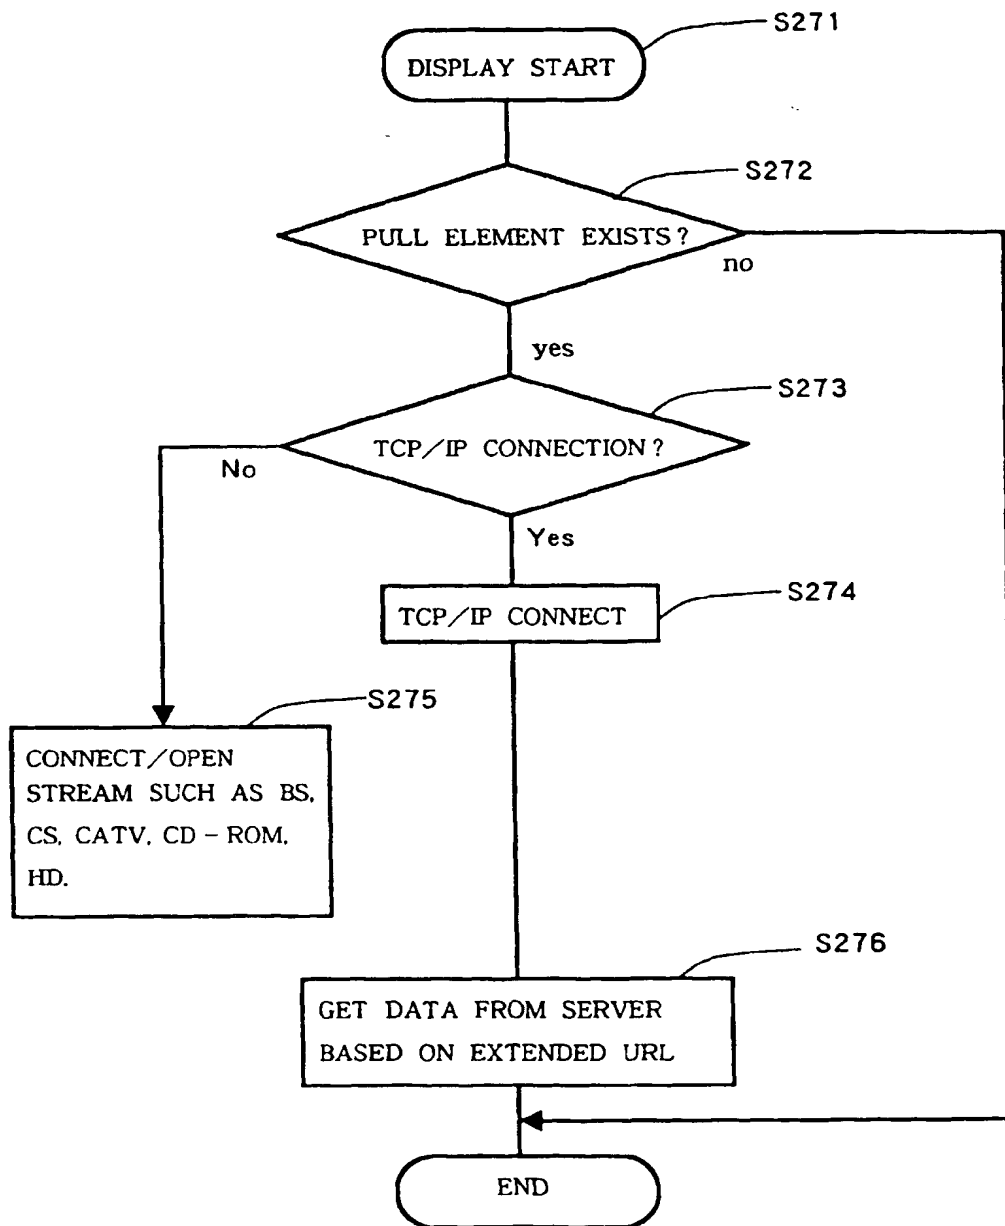 S271
DISPLAY START
S272
PULL ELEMENT EXISTS?
no
yes
S273
TCP/IP CONNECTION?
No
Yes
S274
TCP/IP CONNECT
S275
CONNECT/OPEN
STREAM SUCH AS BS,
CS, CATV, CD-ROM,
HD.
S276
GET DATA FROM SERVER
BASED ON EXTENDED URL
END